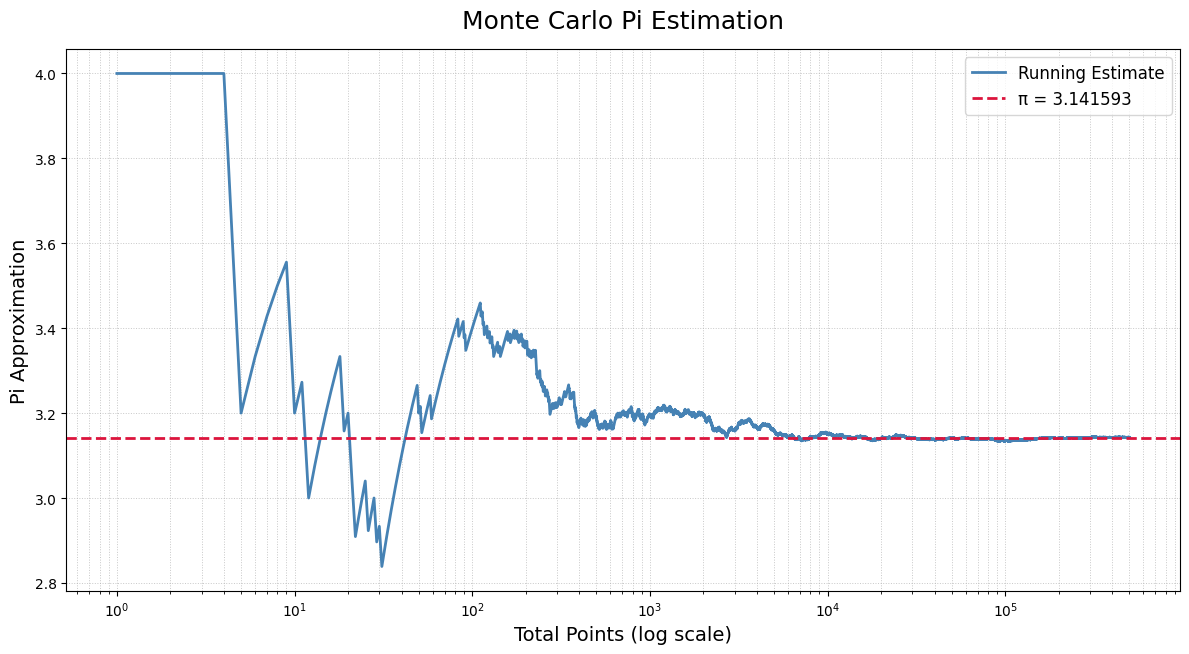 Monte Carlo Pi Estimation
Running Estimate
π = 3.141593
Pi Approximation
4.0
3.8
3.6
3.4
3.2
3.0
2.8
10⁰ 10¹ 10² 10³ 10⁴ 10⁵
Total Points (log scale)